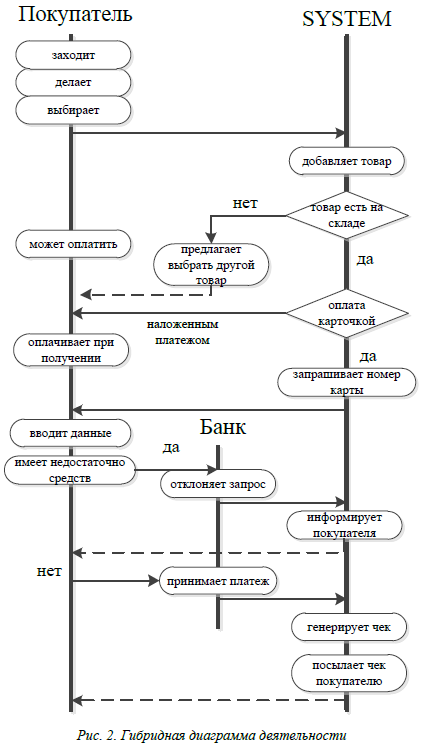 Покупатель
SYSTEM
заходит
делает
выбирает
добавляет товар
нет
товар есть на
складе
может оплатить
предлагает
выбрать другой
товар
да
оплата
карточкой
наложенным
платежом
оплачивает при
получении
да
запрашивает номер
карты
вводит данные
Банк
да
имеет недостаточно
средств
отклоняет запрос
информирует
покупателя
нет
принимает платеж
генерирует чек
посылает чек
покупателю
Рис. 2. Гибридная диаграмма деятельности